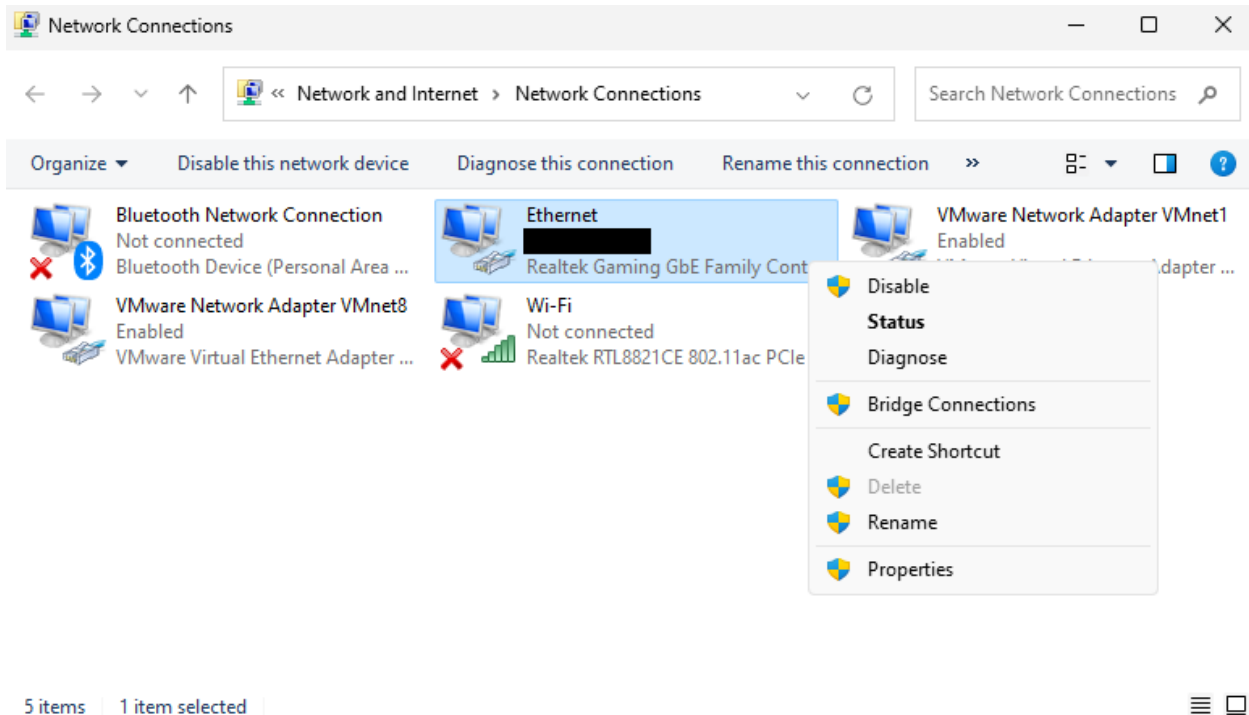 Network Connections
« Network and Internet › Network Connections
Search Network Connections
Organize
Disable this network device
Diagnose this connection
Rename this connection
»
?
Bluetooth Network Connection
Not connected
Bluetooth Device (Personal Area ...
Ethernet
Realtek Gaming GbE Family Cont
VMware Network Adapter VMnet1
Enabled
dapter ...
VMware Network Adapter VMnet8
Enabled
VMware Virtual Ethernet Adapter ...
Wi-Fi
Not connected
Realtek RTL8821CE 802.11ac PCIe
Disable
Status
Diagnose
Bridge Connections
Create Shortcut
Delete
Rename
Properties
5 items
1 item selected